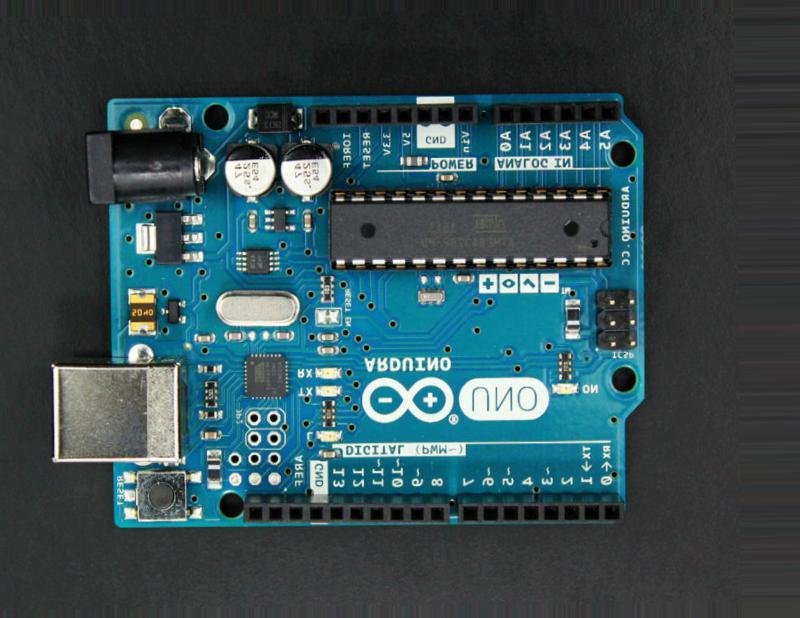 IOREF
RESET
3.3V
5V
GND
Vin
A0
A1
A2
A3
A4
A5
POWER
ANALOG IN
ARDUINO.CC
RESET EN
ICSP
ARDUINO
UNO
RX
TX
L
ON
DIGITAL (PWM~)
AREF
GND
13
12
~11
~10
~9
8
7
~6
~5
4
~3
2
TX→1
RX←0
RESET